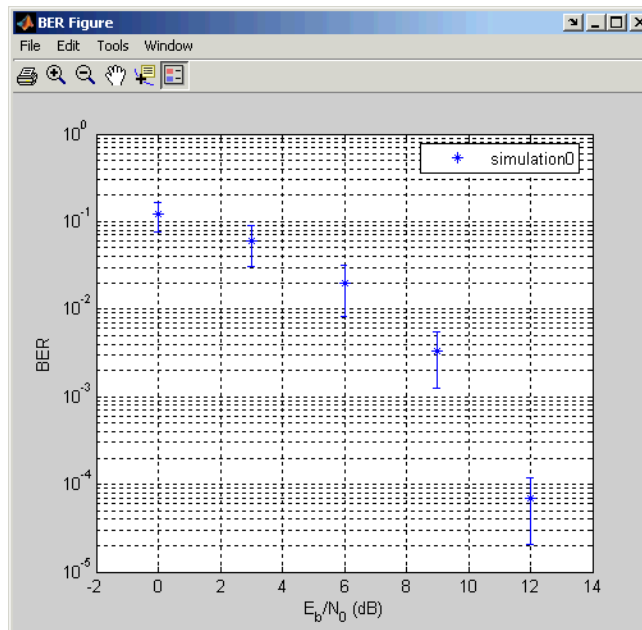 BER Figure
File Edit Tools Window
simulation0
10^0
10^-1
10^-2
10^-3
10^-4
10^-5
BER
-2 0 2 4 6 8 10 12 14
E_b/N_0 (dB)